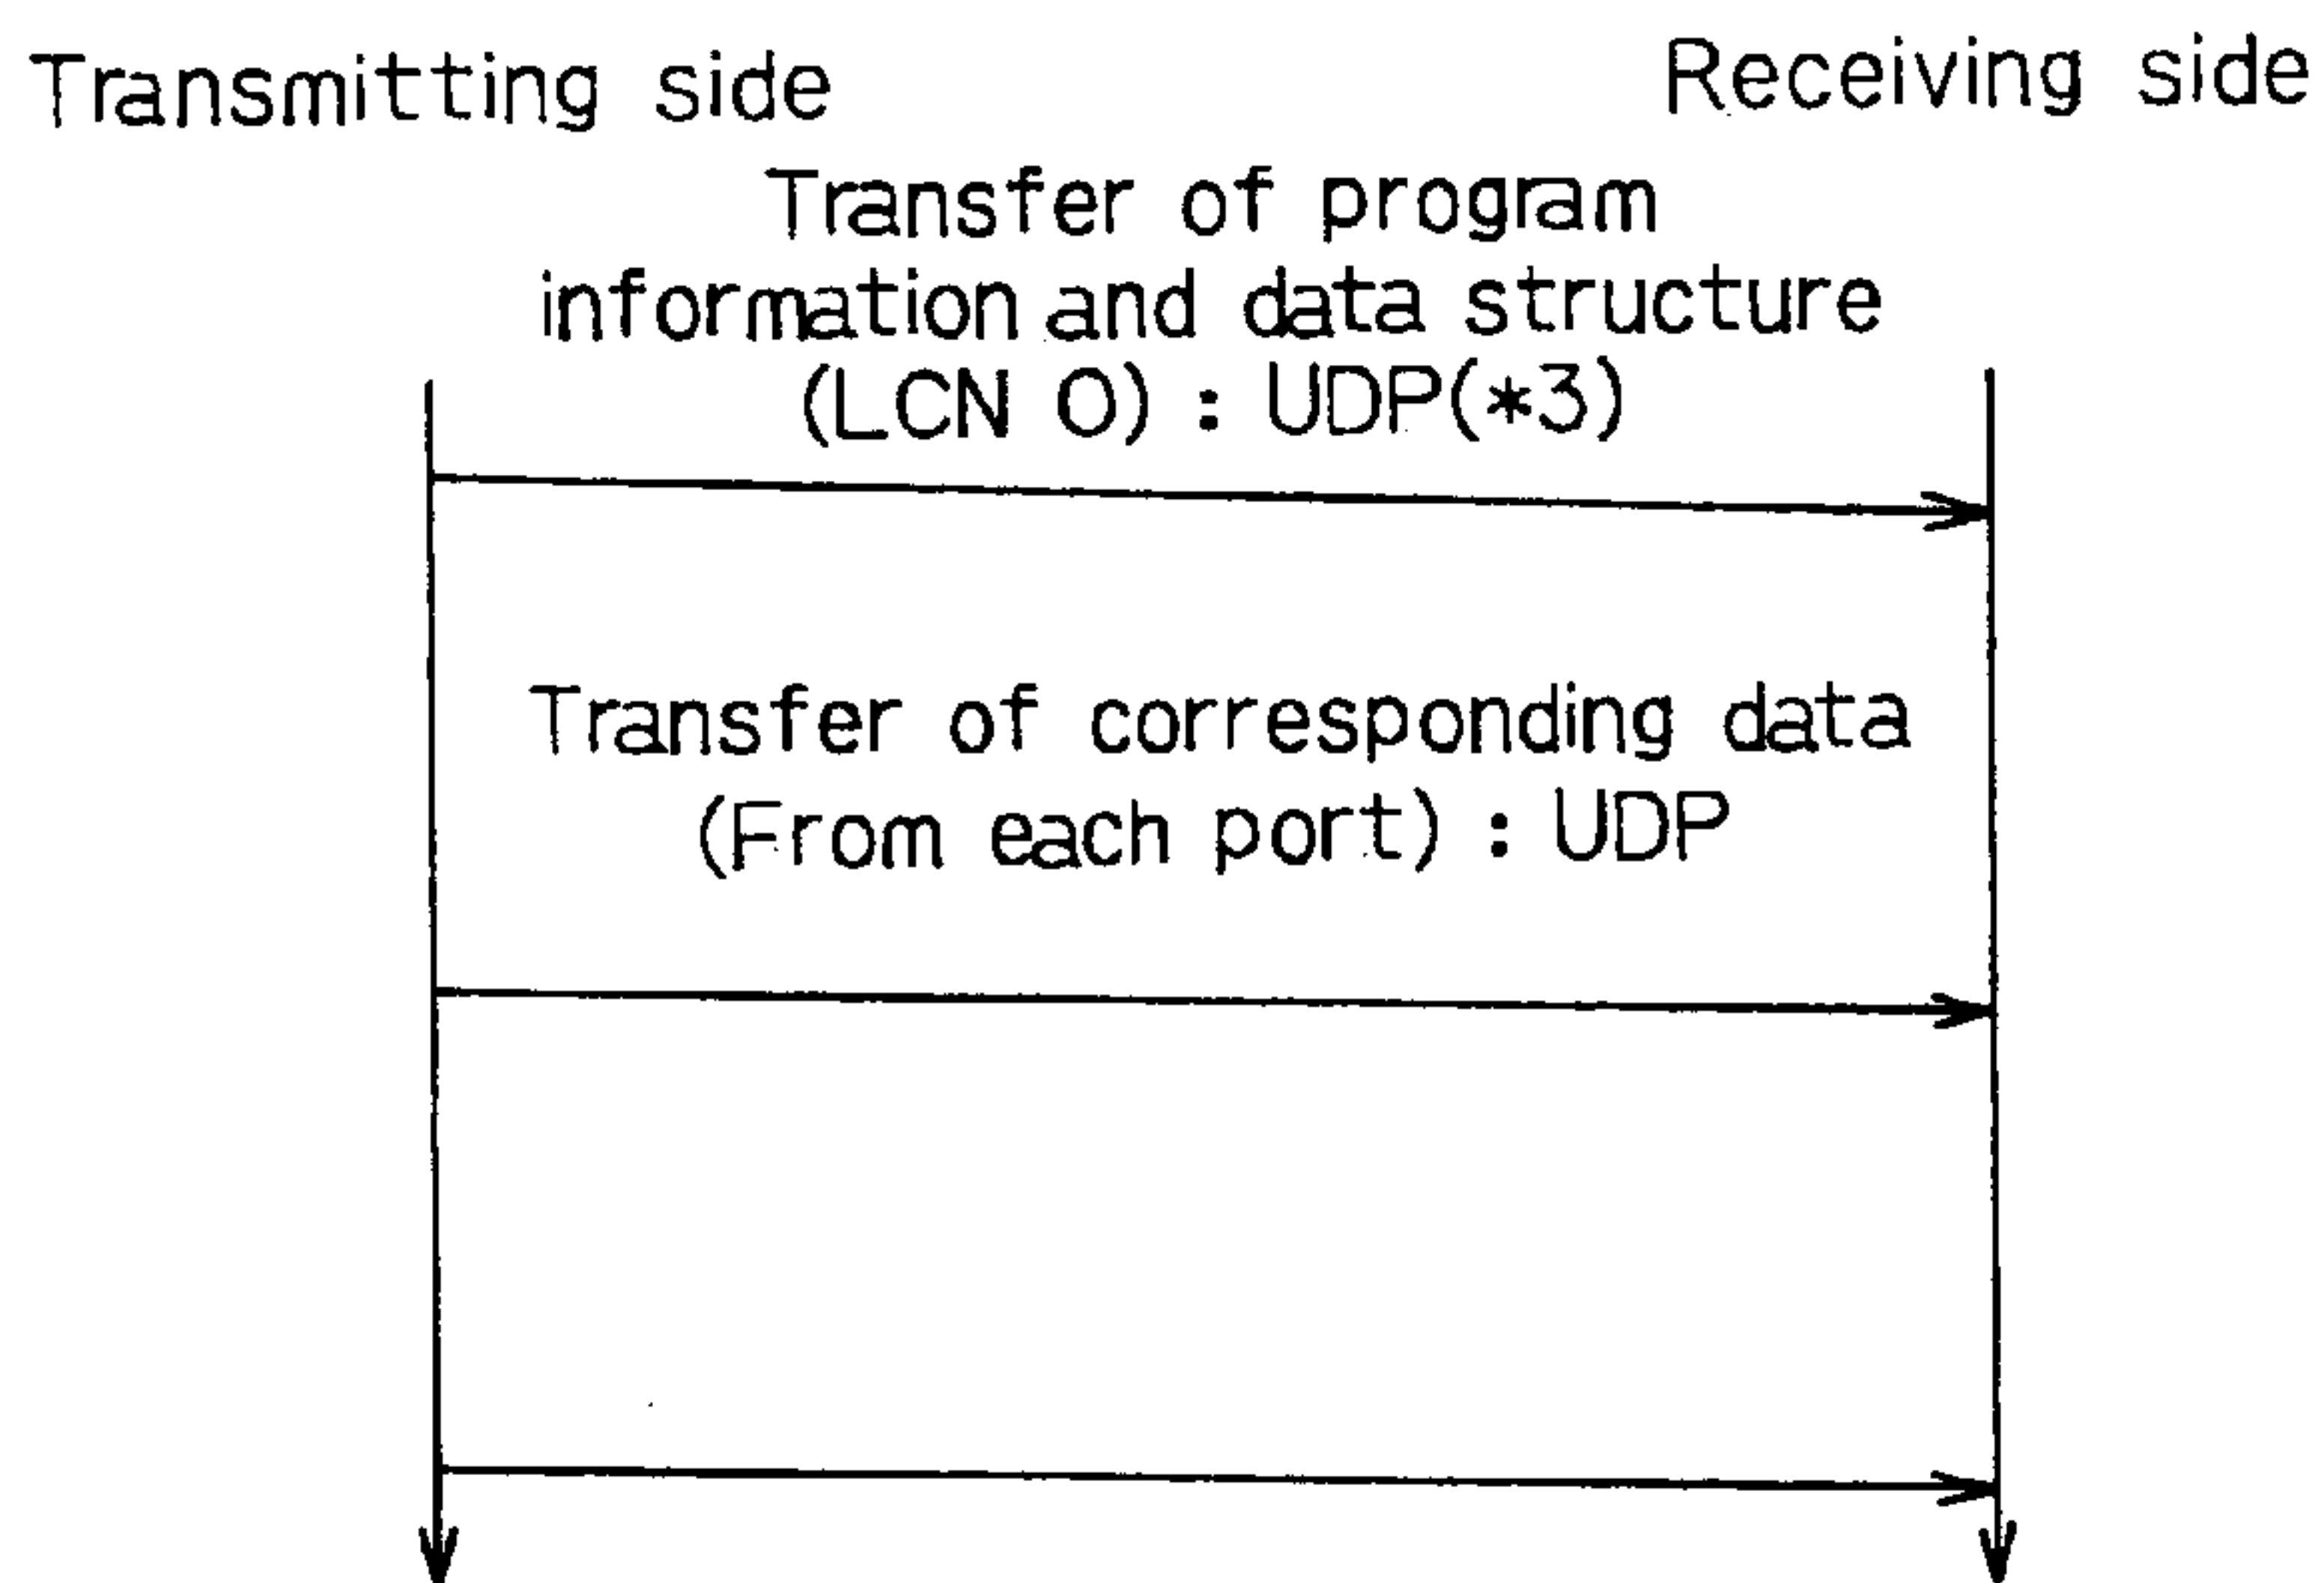 Transmitting side
Receiving side
Transfer of program
information and data structure
(LCN 0) : UDP(*3)
Transfer of corresponding data
(From each port) : UDP